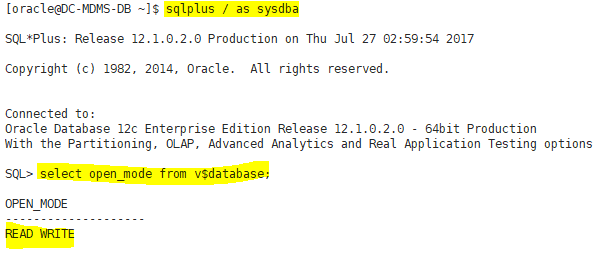 [oracle@DC-MDMS-DB ~]$ sqlplus / as sysdba
SQL*Plus: Release 12.1.0.2.0 Production on Thu Jul 27 02:59:54 2017
Copyright (c) 1982, 2014, Oracle.  All rights reserved.
Connected to:
Oracle Database 12c Enterprise Edition Release 12.1.0.2.0 - 64bit Production
With the Partitioning, OLAP, Advanced Analytics and Real Application Testing options
SQL> select open_mode from v$database;
OPEN_MODE
--------------------
READ WRITE